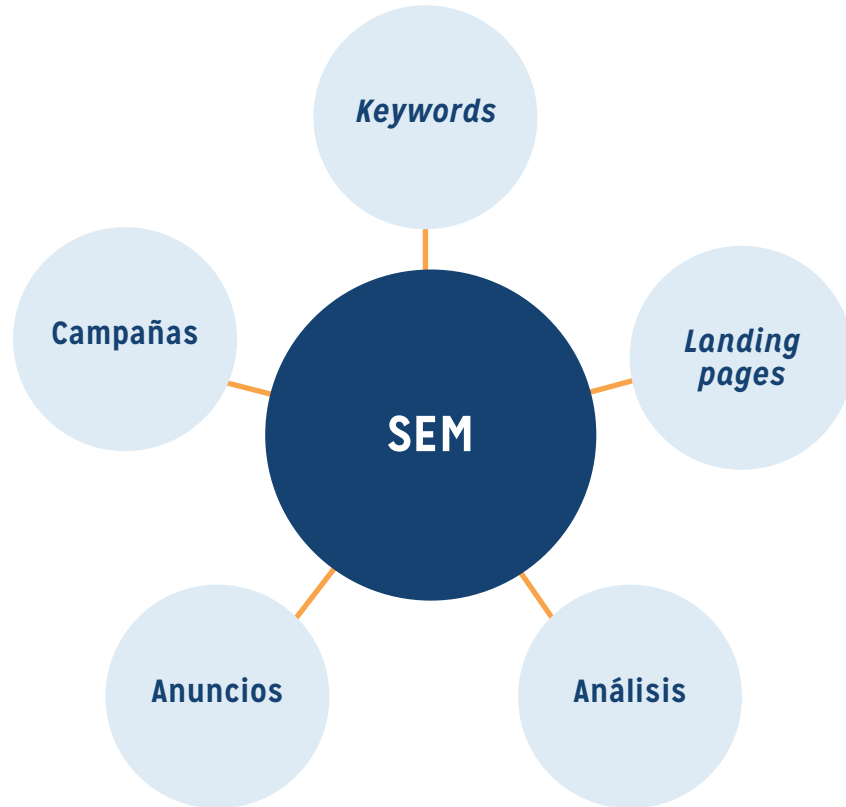 Keywords
Campañas
Landing
pages
SEM
Anuncios
Análisis